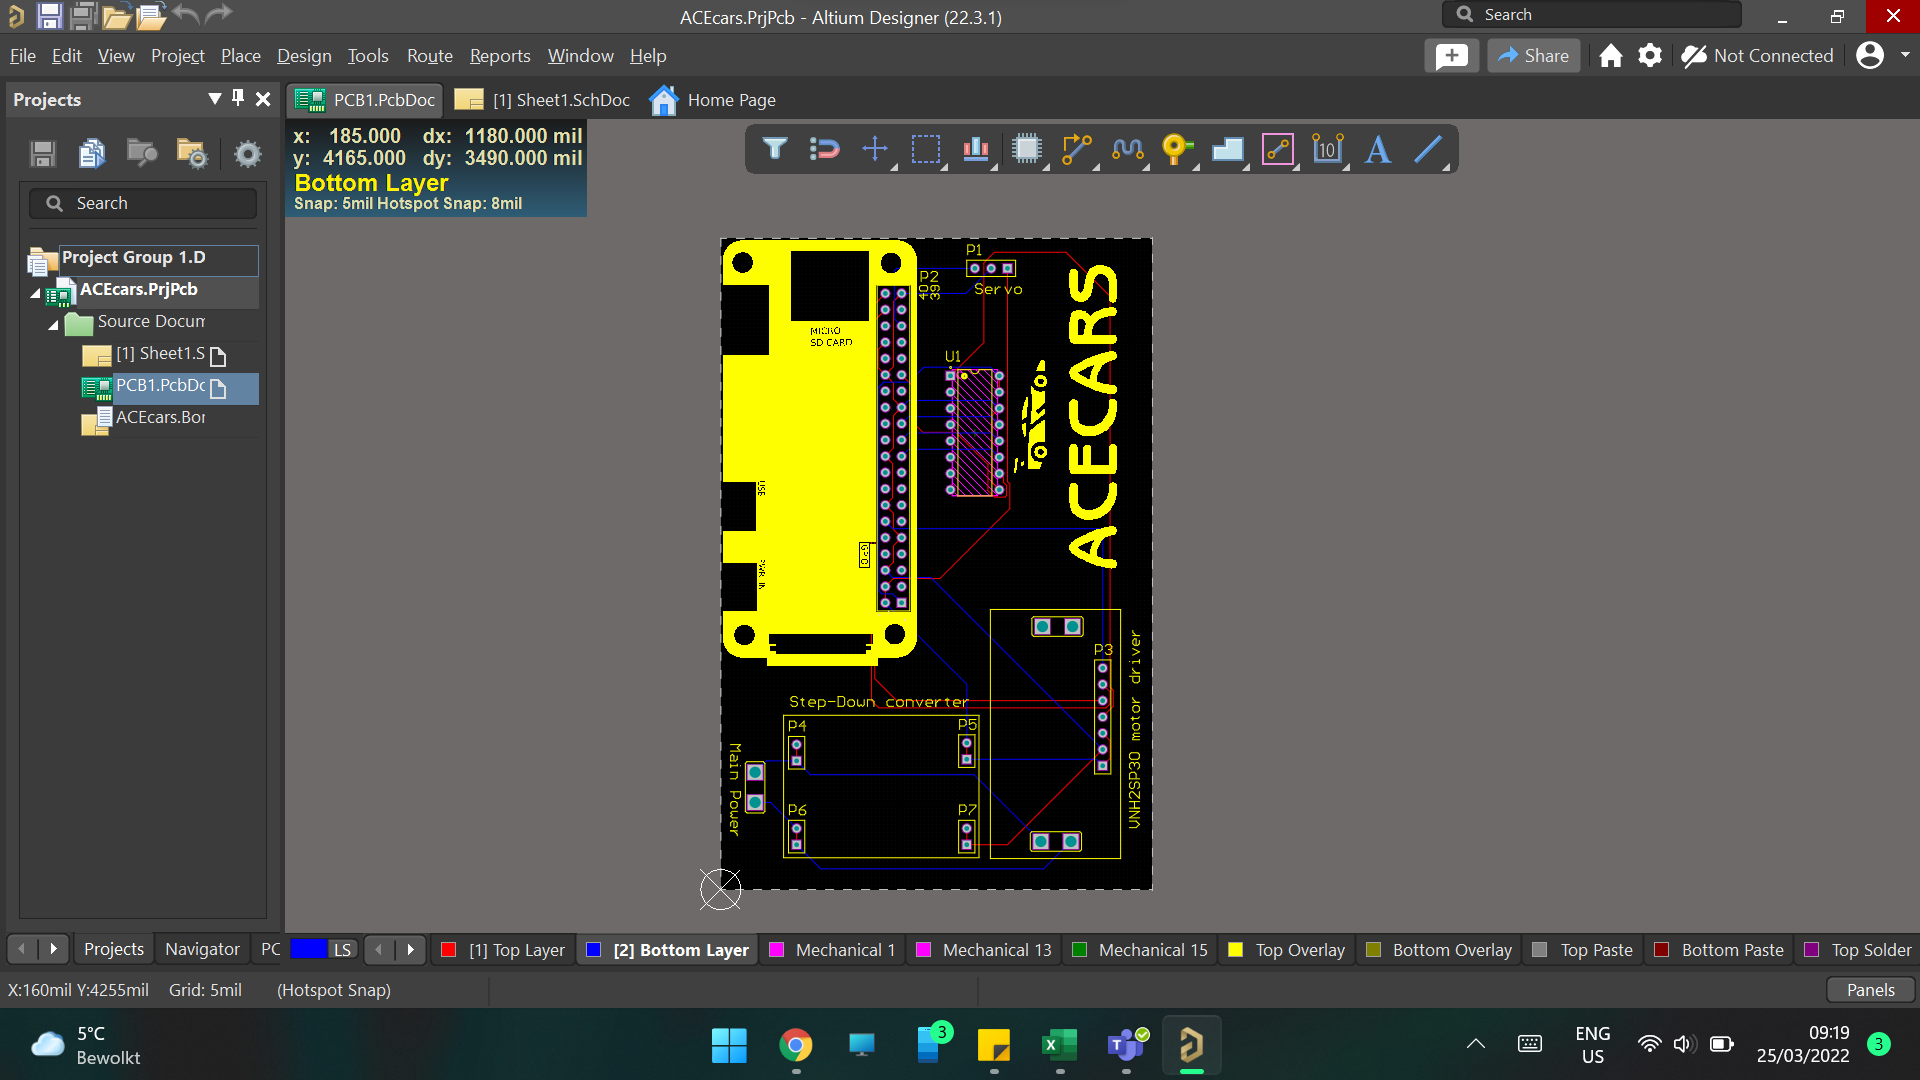 ACEcars.PrjPcb - Altium Designer (22.3.1)
Search
File Edit View Project Place Design Tools Route Reports Window Help
Share
Not Connected
Projects
PCB1.PcbDoc
[1] Sheet1.SchDoc
Home Page
x: 185.000 dx: 1180.000 mil
y: 4165.000 dy: 3490.000 mil
Bottom Layer
Snap: 5mil Hotspot Snap: 8mil
10
Search
Project Group 1.D
ACEcars.PrjPcb
Source Docum
[1] Sheet1.S
PCB1.PcbDc
ACEcars.Bor
P1
Servo
P2
40
39
2
MICRO
SD CARD
U1
ACECARS
USB
GPIO
PWR IN
P3
VNH2SP30 motor driver
Step-Down converter
P4
P5
Main Power
P6
P7
Projects
Navigator
PC
LS
[1] Top Layer
[2] Bottom Layer
Mechanical 1
Mechanical 13
Mechanical 15
Top Overlay
Bottom Overlay
Top Paste
Bottom Paste
Top Solder
X:160mil Y:4255mil Grid: 5mil (Hotspot Snap)
Panels
5°C
Bewolkt
3
ENG
US
09:19
25/03/2022
3